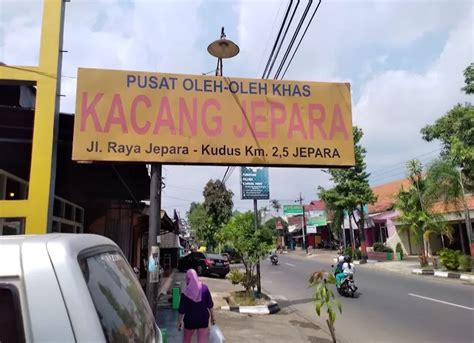 PUSAT OLEH-OLEH KHAS
KACANG JEPARA
Jl. Raya Jepara - Kudus Km. 2,5 JEPARA